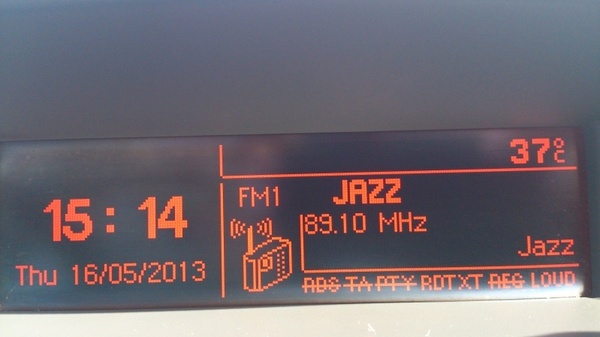 37°C
15:14
Thu 16/05/2013
FM1 JAZZ
89.10 MHz
Jazz
RDS TA PTY RDTXT REG LOUD